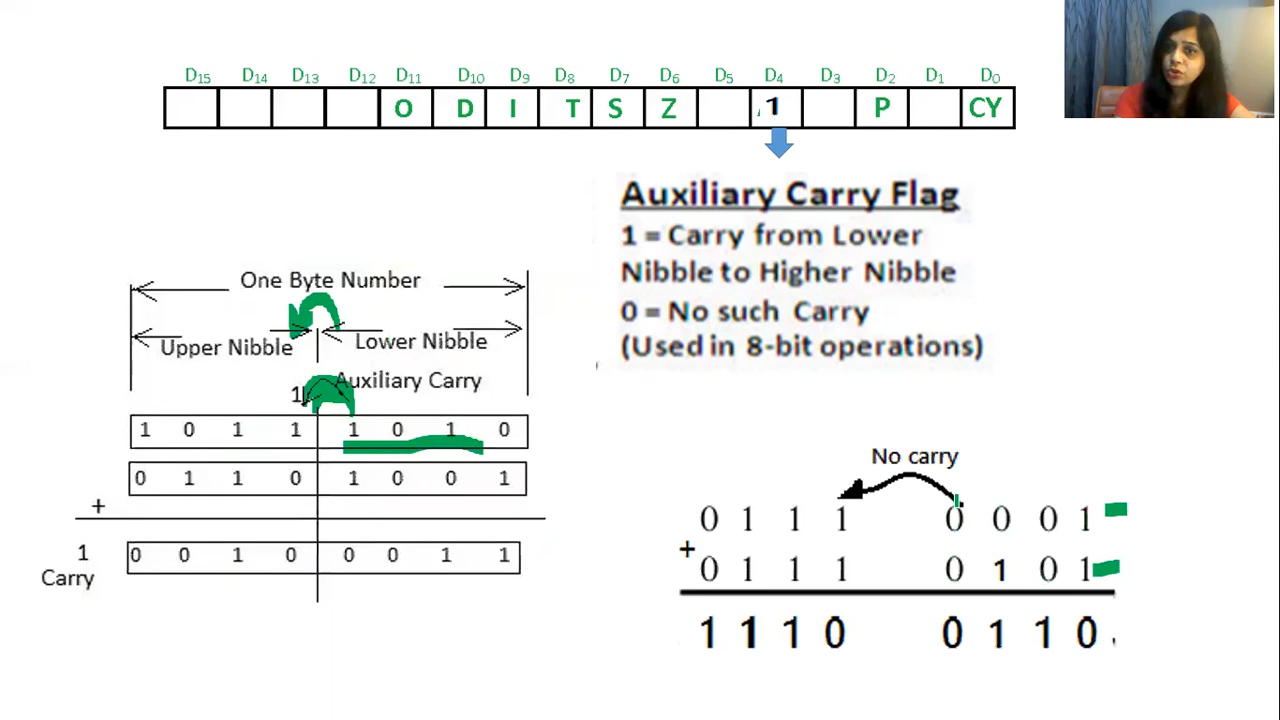 D15 D14 D13 D12 D11 D10 D9 D8 D7 D6 D5 D4 D3 D2 D1 D0
O D I T S Z 1 P CY
Auxiliary Carry Flag
1 = Carry from Lower
Nibble to Higher Nibble
0 = No such Carry
(Used in 8-bit operations)
One Byte Number
Upper Nibble Lower Nibble
1 Auxiliary Carry
1 0 1 1 1 0 1 0
0 1 1 0 1 0 0 1
+
1 0 0 1 0 0 0 1 1
Carry
No carry
0 1 1 1 0 0 0 1
+
0 1 1 1 0 1 0 1
1 1 1 0 0 1 1 0